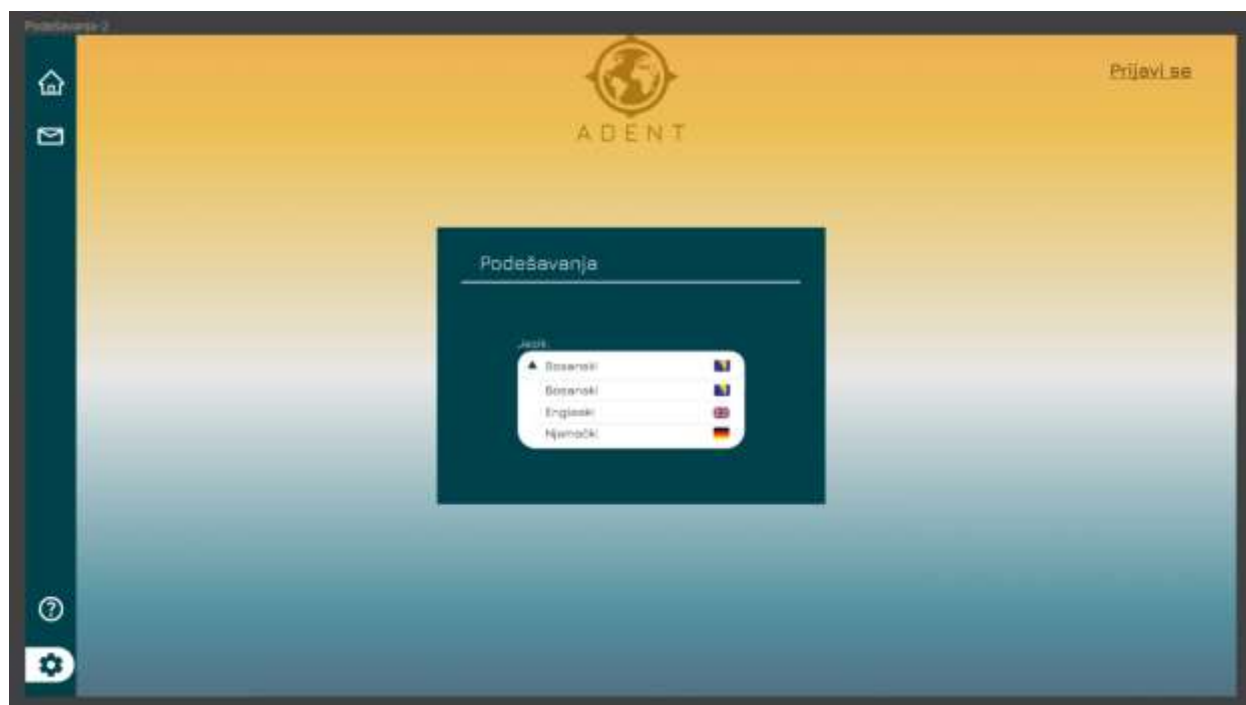 Podešavanja 2
ADENT
Prijavi se
Podešavanja
Jezik:
Bosanski
Bosanski
Engleski
Njemački